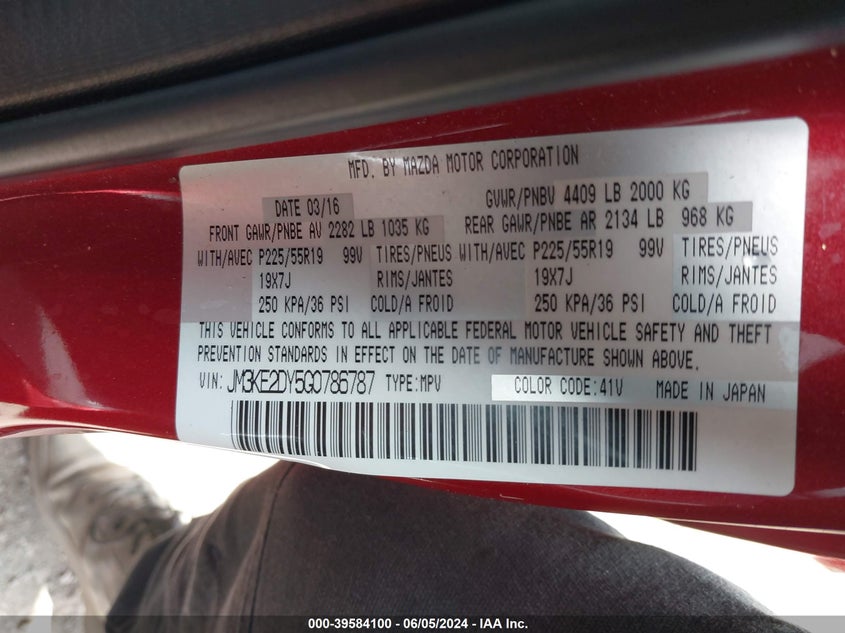 MFD. BY MAZDA MOTOR CORPORATION
DATE 03/16 GVWR/PNBV 4409 LB 2000 KG
FRONT GAWR/PNBE AV 2282 LB 1035 KG REAR GAWR/PNBE AR 2134 LB 968 KG
WITH/AVEC P225/55R19 99V TIRES/PNEUS WITH/AVEC P225/55R19 99V TIRES/PNEUS
19X7J RIMS/JANTES 19X7J RIMS/JANTES
250 KPA/36 PSI COLD/A FROID 250 KPA/36 PSI COLD/A FROID
THIS VEHICLE CONFORMS TO ALL APPLICABLE FEDERAL MOTOR VEHICLE SAFETY AND THEFT
PREVENTION STANDARDS IN EFFECT ON THE DATE OF MANUFACTURE SHOWN ABOVE.
VIN: JM3KE2DY5G0786787 TYPE:MPV COLOR CODE:41V MADE IN JAPAN
000-39584100 - 06/05/2024 - IAA Inc.